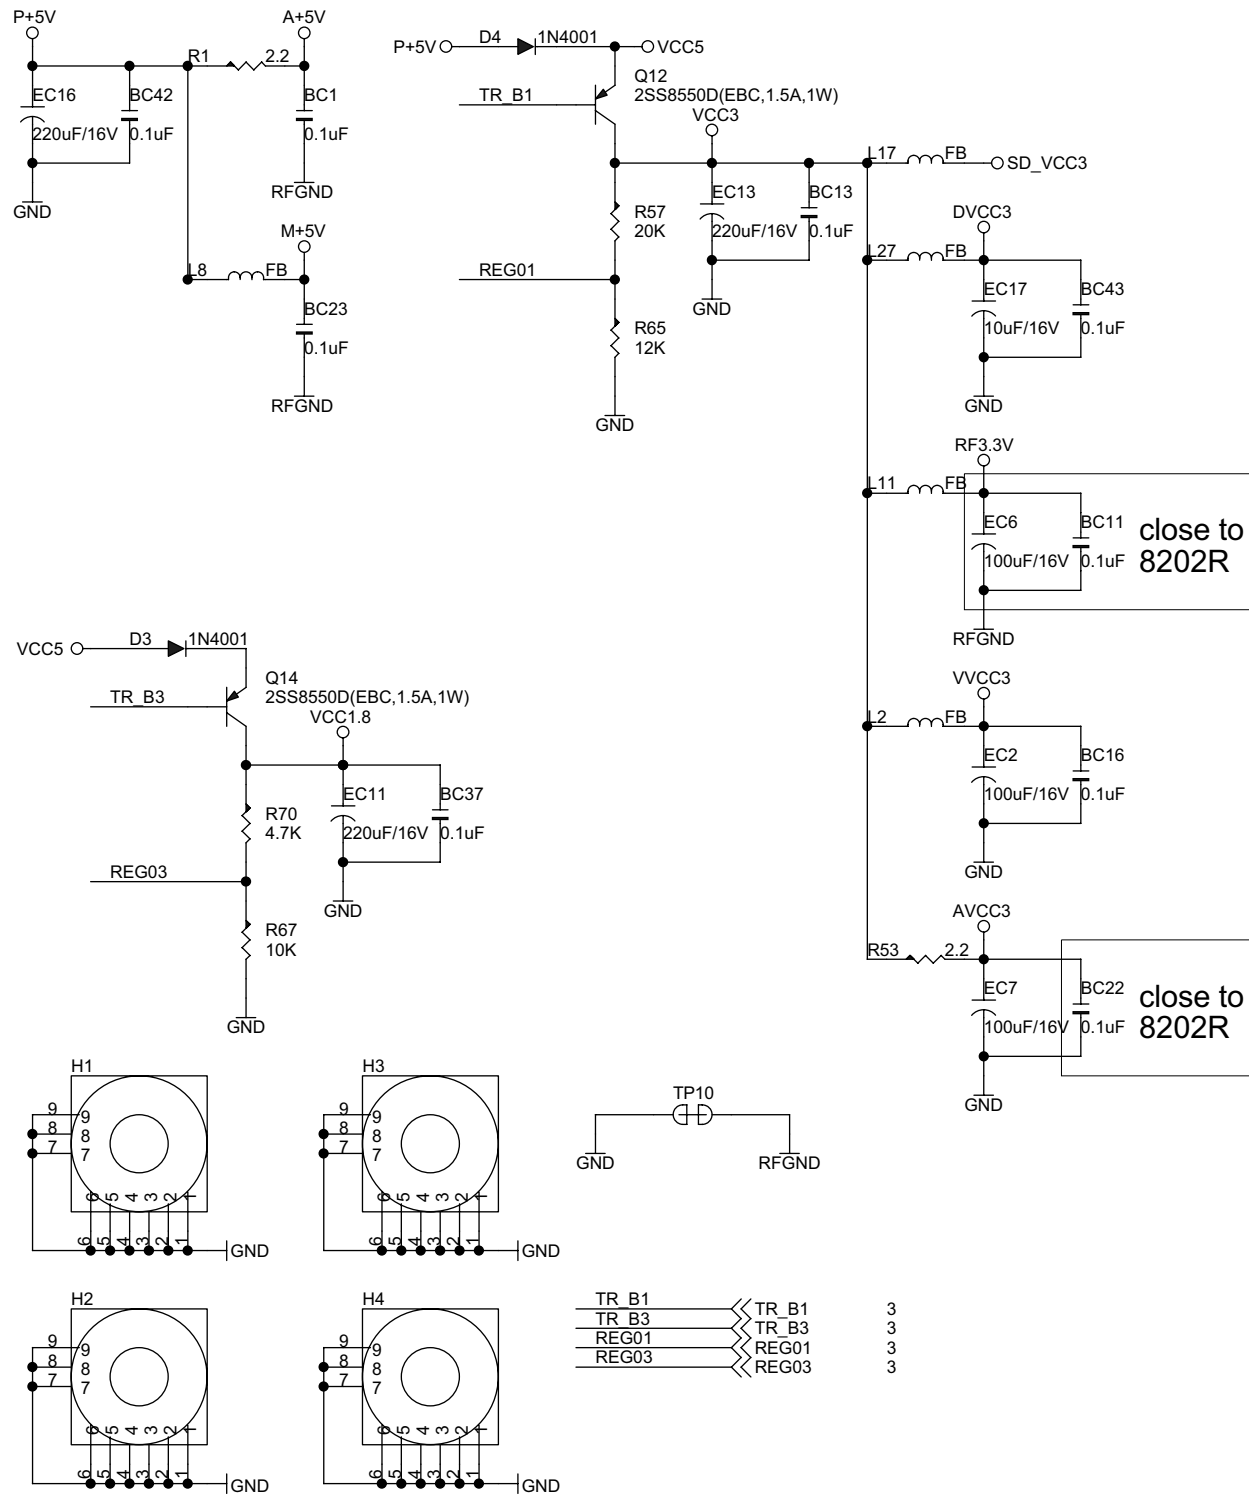 P+5V
A+5V
R1
2.2
EC16
BC42
BC1
220uF/16V
0.1uF
0.1uF
GND
RFGND
M+5V
L8
FB
BC23
0.1uF
RFGND
P+5V
D4
1N4001
VCC5
Q12
2SS8550D(EBC,1.5A,1W)
TR_B1
VCC3
L17
FB
SD_VCC3
EC13
BC13
R57
20K
220uF/16V
0.1uF
REG01
GND
R65
12K
GND
DVCC3
L27
FB
EC17
BC43
10uF/16V
0.1uF
GND
RF3.3V
L11
FB
EC6
BC11
100uF/16V
0.1uF
close to
8202R
RFGND
VCC5
D3
1N4001
Q14
2SS8550D(EBC,1.5A,1W)
TR_B3
VCC1.8
EC11
BC37
R70
4.7K
220uF/16V
0.1uF
REG03
GND
R67
10K
GND
VVCC3
L2
FB
EC2
BC16
100uF/16V
0.1uF
GND
AVCC3
R53
2.2
EC7
BC22
100uF/16V
0.1uF
close to
8202R
GND
H1
9 9
8 8
7 7
6 5 4 3 2 1
6 5 4 3 2 1
GND
H3
9 9
8 8
7 7
6 5 4 3 2 1
6 5 4 3 2 1
GND
TP10
GND
RFGND
H2
9 9
8 8
7 7
6 5 4 3 2 1
6 5 4 3 2 1
GND
H4
9 9
8 8
7 7
6 5 4 3 2 1
6 5 4 3 2 1
GND
TR_B1 TR_B1 3
TR_B3 TR_B3 3
REG01 REG01 3
REG03 REG03 3